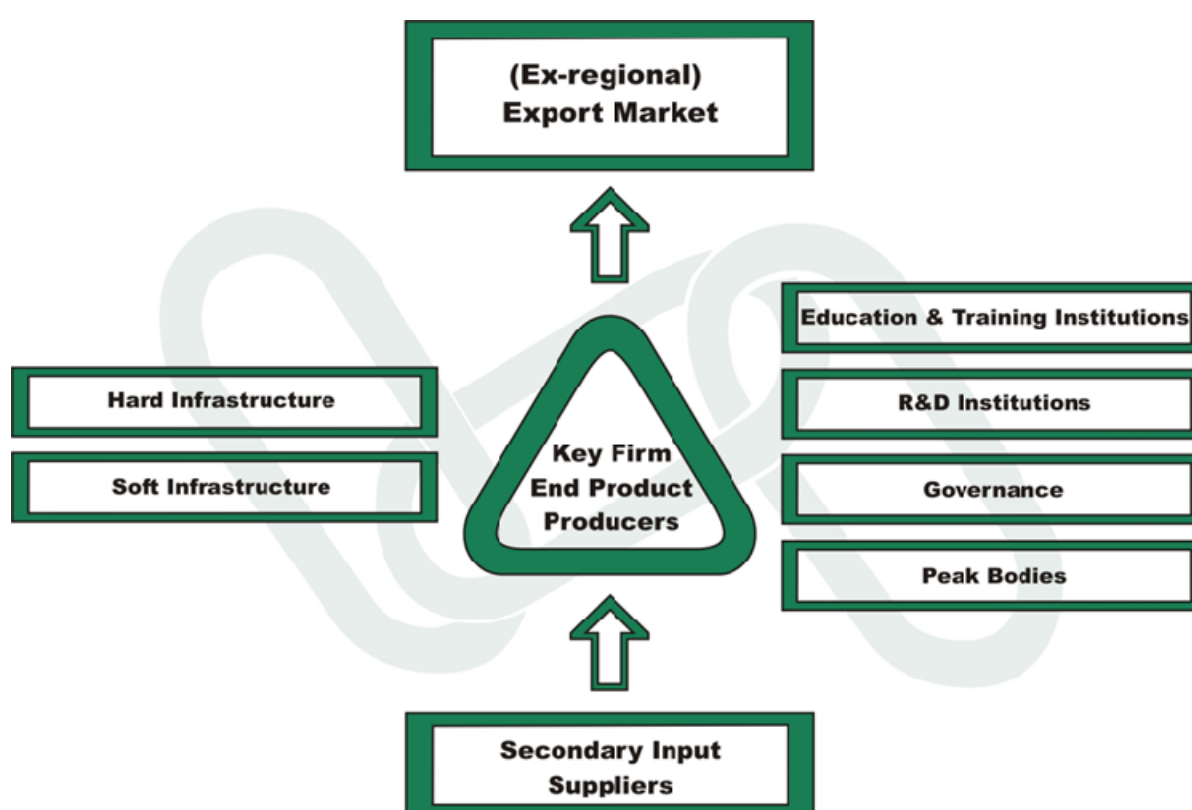 (Ex-regional)
Export Market
Education & Training Institutions
Hard Infrastructure
R&D Institutions
Key Firm
End Product
Producers
Soft Infrastructure
Governance
Peak Bodies
Secondary Input
Suppliers